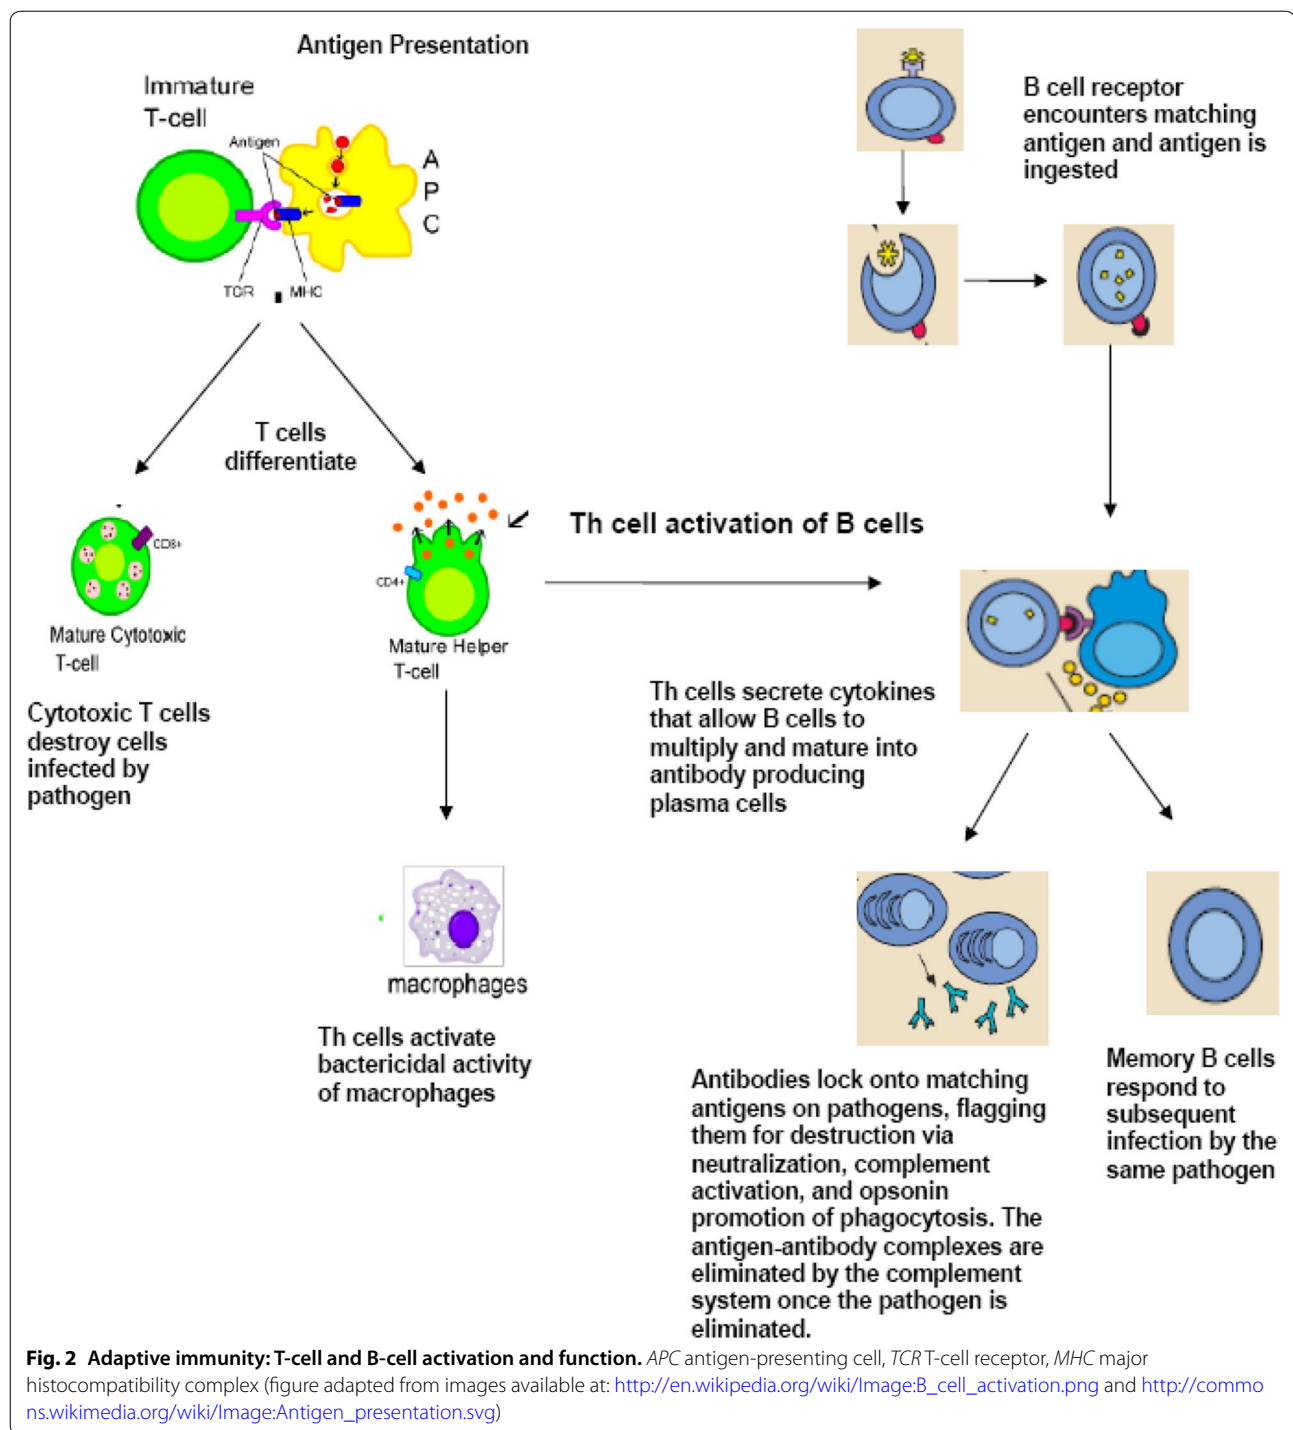 Antigen Presentation
Immature
T-cell
Antigen
A
P
C
TCR
MHC
T cells
differentiate
CD8+
Mature Cytotoxic
T-cell
Cytotoxic T cells
destroy cells
infected by
pathogen
CD4+
Mature Helper
T-cell
macrophages
Th cells activate
bactericidal activity
of macrophages
B cell receptor
encounters matching
antigen and antigen is
ingested
Th cell activation of B cells
Th cells secrete cytokines
that allow B cells to
multiply and mature into
antibody producing
plasma cells
Antibodies lock onto matching
antigens on pathogens, flagging
them for destruction via
neutralization, complement
activation, and opsonin
promotion of phagocytosis. The
antigen-antibody complexes are
eliminated by the complement
system once the pathogen is
eliminated.
Memory B cells
respond to
subsequent
infection by the
same pathogen
Fig. 2 Adaptive immunity: T-cell and B-cell activation and function. APC antigen-presenting cell, TCR T-cell receptor, MHC major
histocompatibility complex (figure adapted from images available at: http://en.wikipedia.org/wiki/Image:B_cell_activation.png and http://commo
ns.wikimedia.org/wiki/Image:Antigen_presentation.svg)